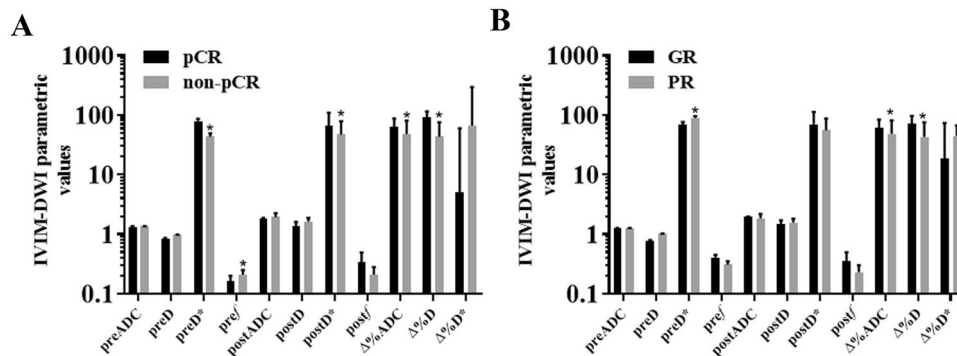 A
IVIM-DWI parametric
values
1000
100
10
1
0.1
pCR
non-pCR
*
*
*
*
*
preADC
preD
preD*
pref
postADC
postD
postD*
postf
Δ%ADC
Δ%D
Δ%D*
B
IVIM-DWI parametric
values
1000
100
10
1
0.1
GR
PR
*
*
*
preADC
preD
preD*
pref
postADC
postD
postD*
postf
Δ%ADC
Δ%D
Δ%D*